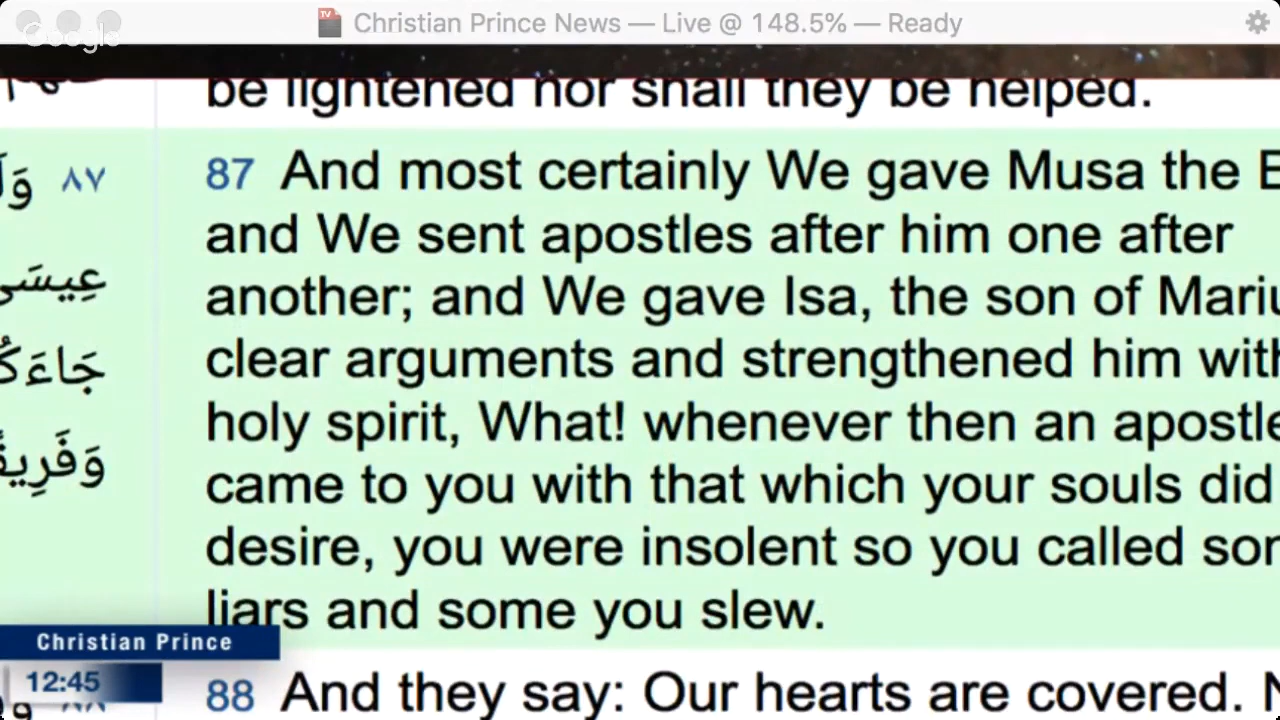 Christian Prince News — Live @ 148.5% — Ready
Google
be lightened nor shall they be helped.
87 And most certainly We gave Musa the
٨٧
and We sent apostles after him one after
another; and We gave Isa, the son of
clear arguments and strengthened him
holy spirit, What! whenever then an
came to you with that which your souls did
desire, you were insolent so you called
liars and some you slew.
Christian Prince
12:45
88 And they say: Our hearts are covered.